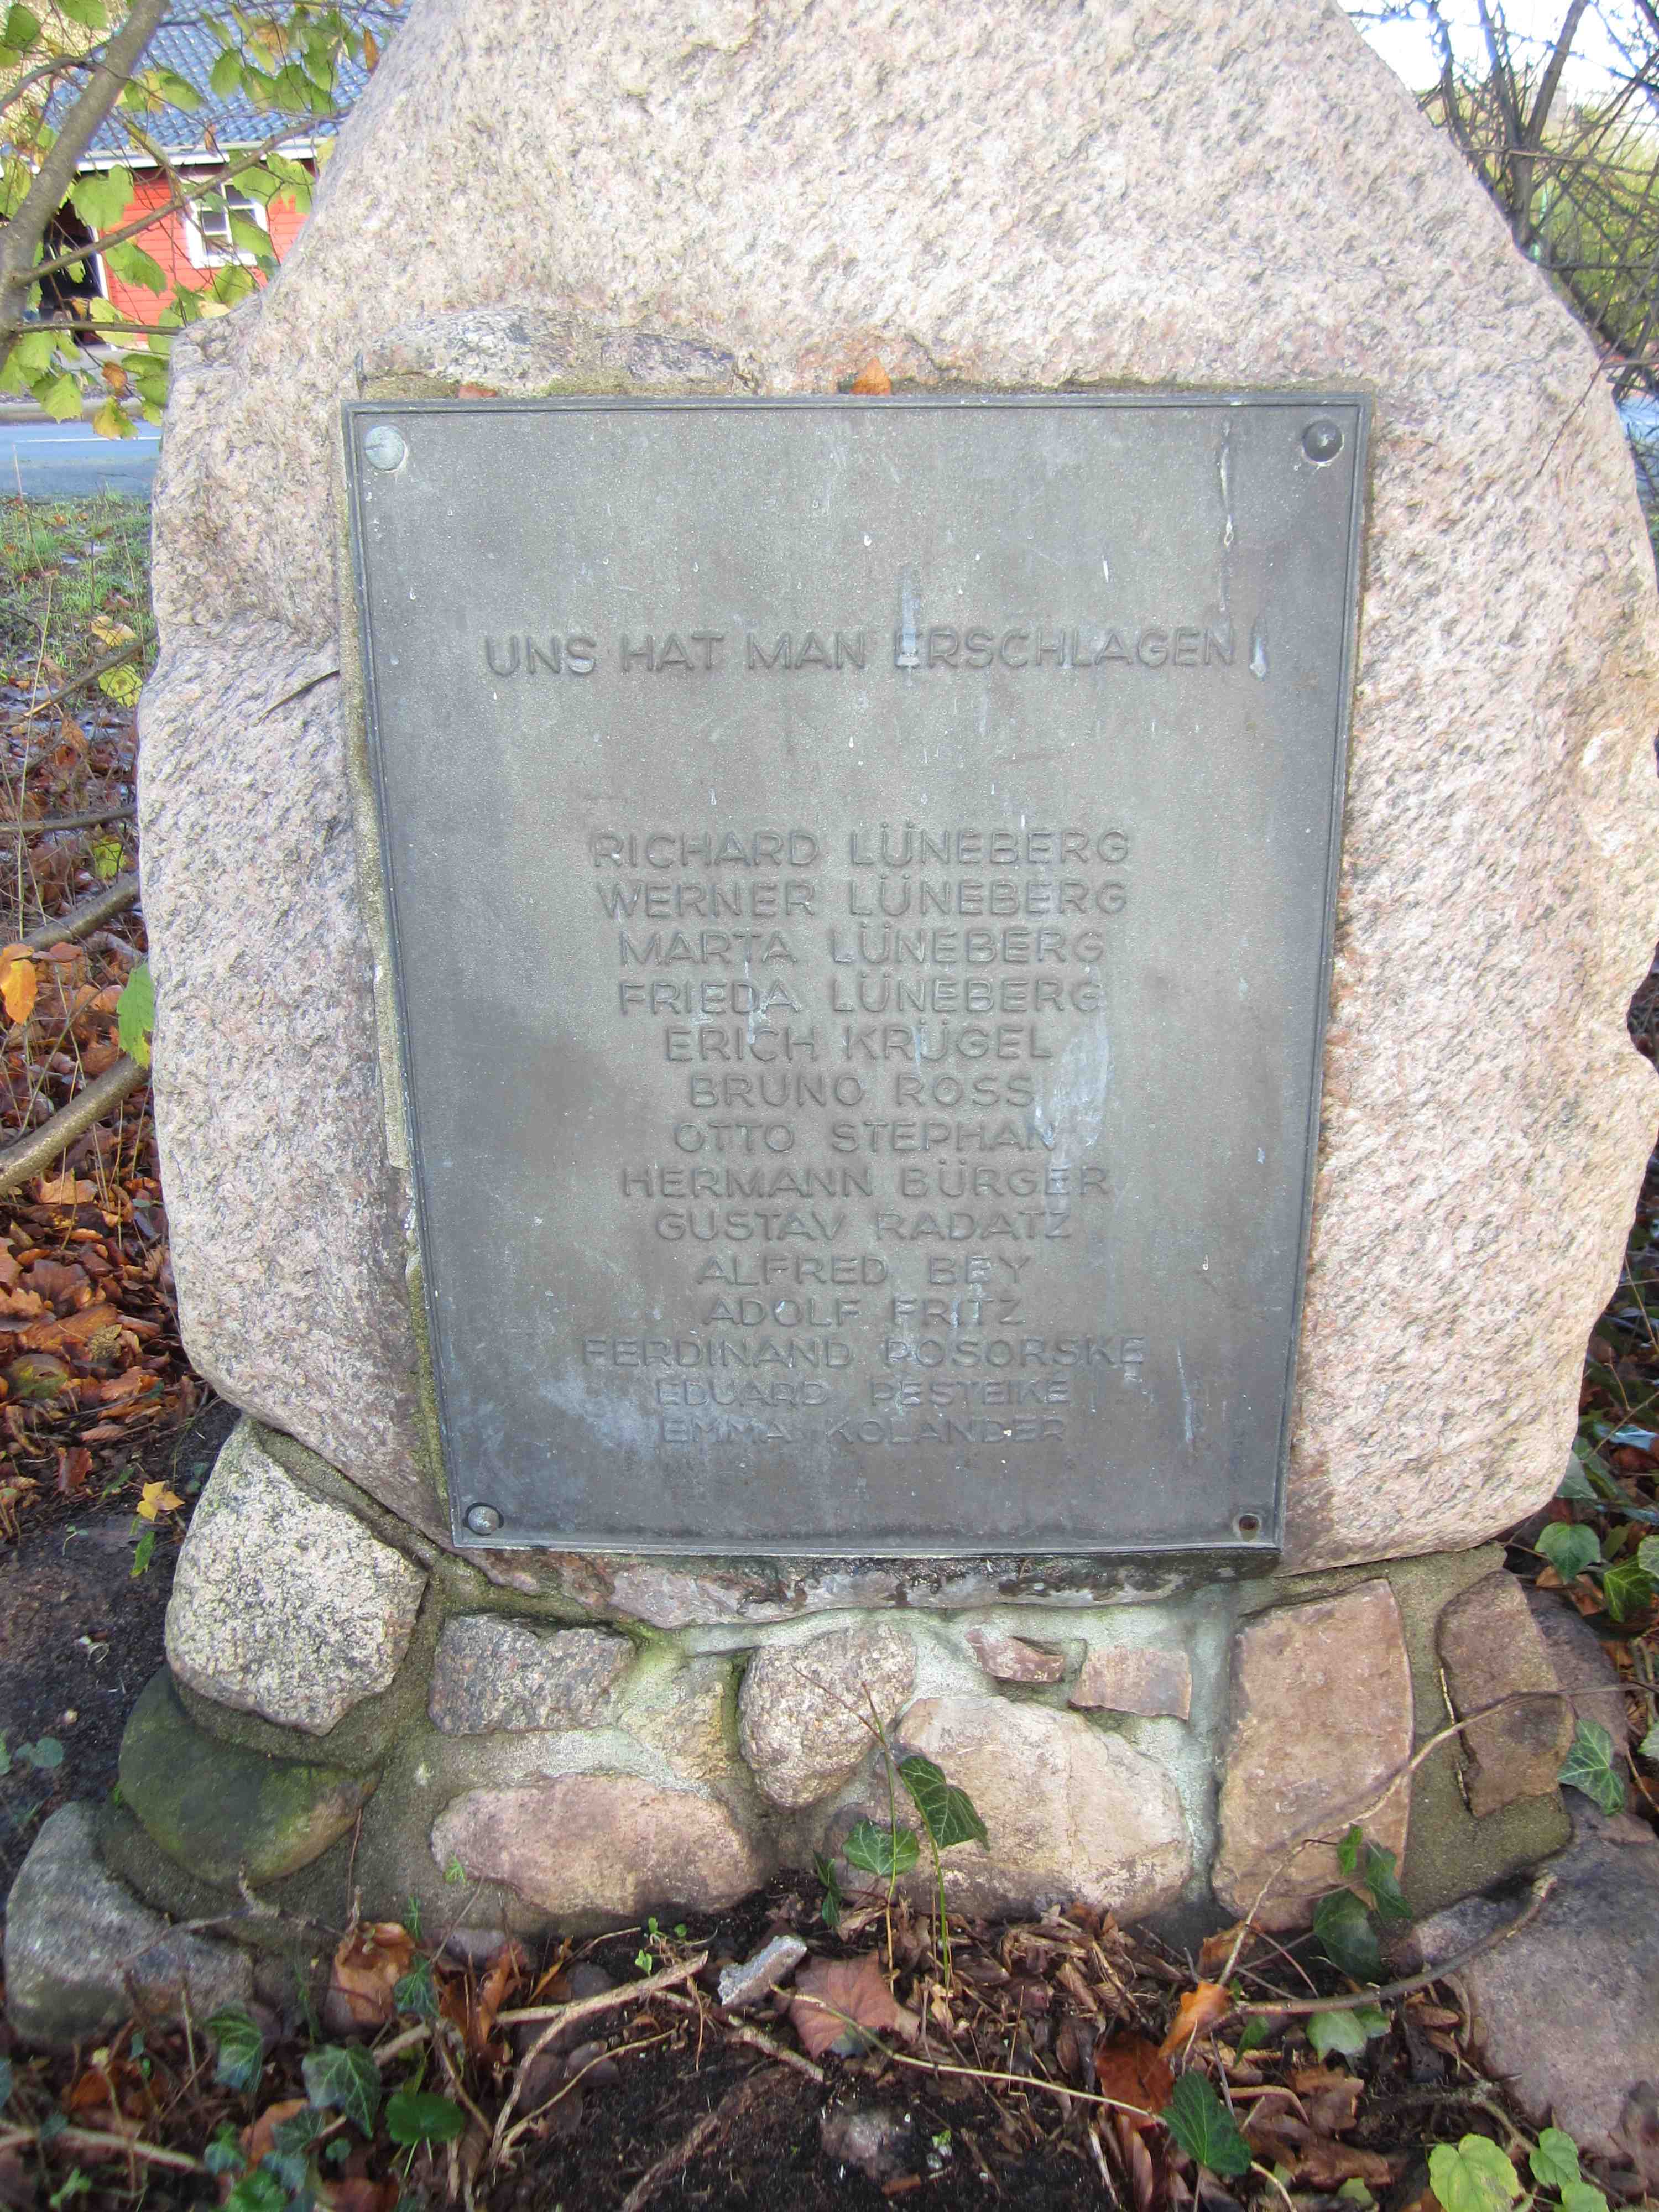 UNS HAT MAN ERSCHLAGEN
RICHARD LÜNEBERG
WERNER LÜNEBERG
MARTA LÜNEBERG
FRIEDA LÜNEBERG
ERICH KRÜGEL
BRUNO ROSS
OTTO STEPHAN
HERMANN BÜRGER
GUSTAV RADATZ
ALFRED BEY
ADOLF FRITZ
FERDINAND POSORSKE
EDUARD PESTEIKE
EMMA KOLANDER